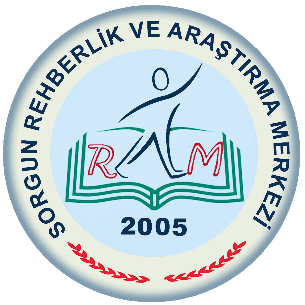 SORGUN REHBERLİK VE ARAŞTIRMA MERKEZİ
RAM
2005